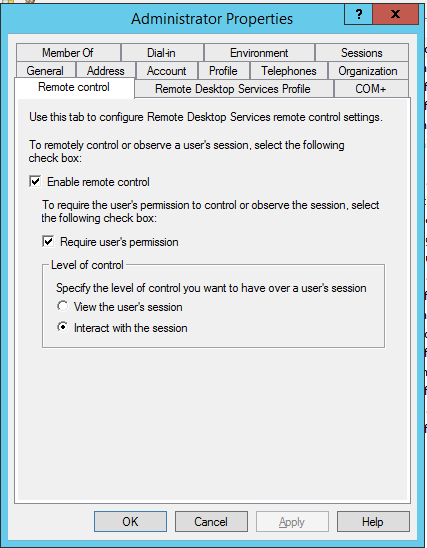 Administrator Properties
?
x
Member Of
Dial-in
Environment
Sessions
General
Address
Account
Profile
Telephones
Organization
Remote control
Remote Desktop Services Profile
COM+
Use this tab to configure Remote Desktop Services remote control settings.
To remotely control or observe a user's session, select the following
check box:
Enable remote control
To require the user's permission to control or observe the session, select
the following check box:
Require user's permission
Level of control
Specify the level of control you want to have over a user's session
View the user's session
Interact with the session
OK
Cancel
Apply
Help